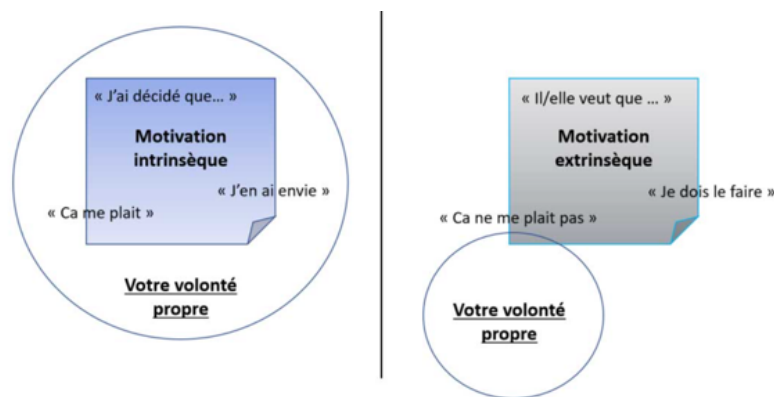 « J'ai décidé que… »
Motivation
intrinsèque
« J'en ai envie »
« Ca me plait »
Votre volonté
propre
« Il/elle veut que … »
Motivation
extrinsèque
« Je dois le faire »
« Ca ne me plait pas »
Votre volonté
propre